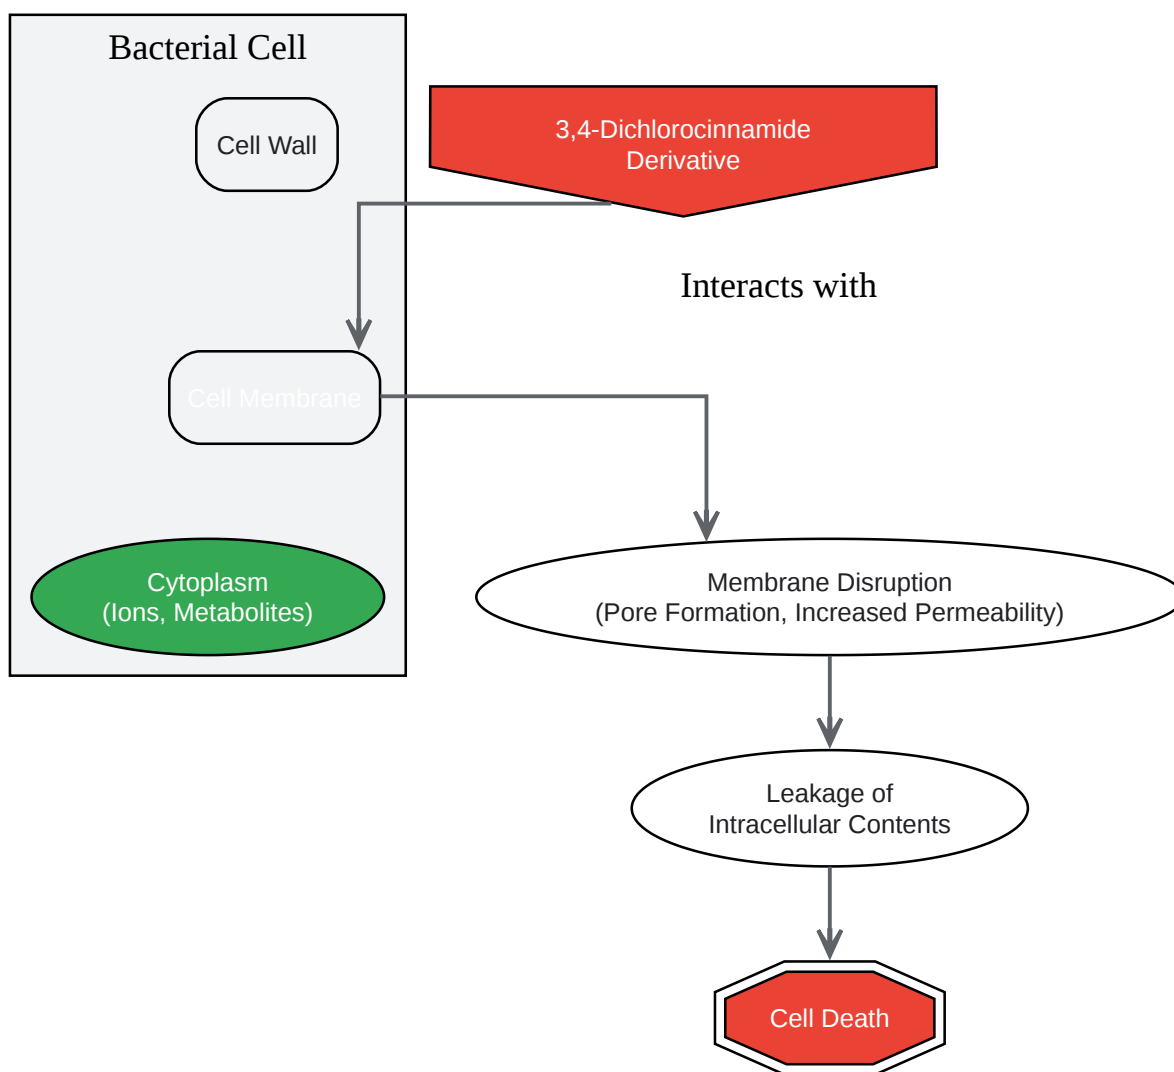 Bacterial Cell
Cell Wall
3,4-Dichlorocinnamide
Derivative
Interacts with
Cell Membrane
Cytoplasm
(Ions, Metabolites)
Membrane Disruption
(Pore Formation, Increased Permeability)
Leakage of
Intracellular Contents
Cell Death